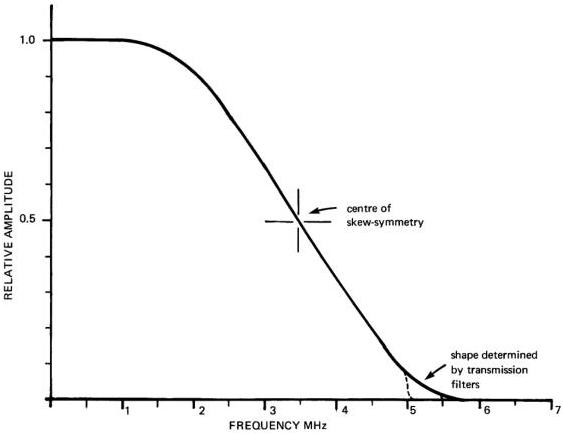 1.0
RELATIVE AMPLITUDE
0.5
centre of
skew-symmetry
shape determined
by transmission
filters
1 2 3 4 5 6 7
FREQUENCY MHz